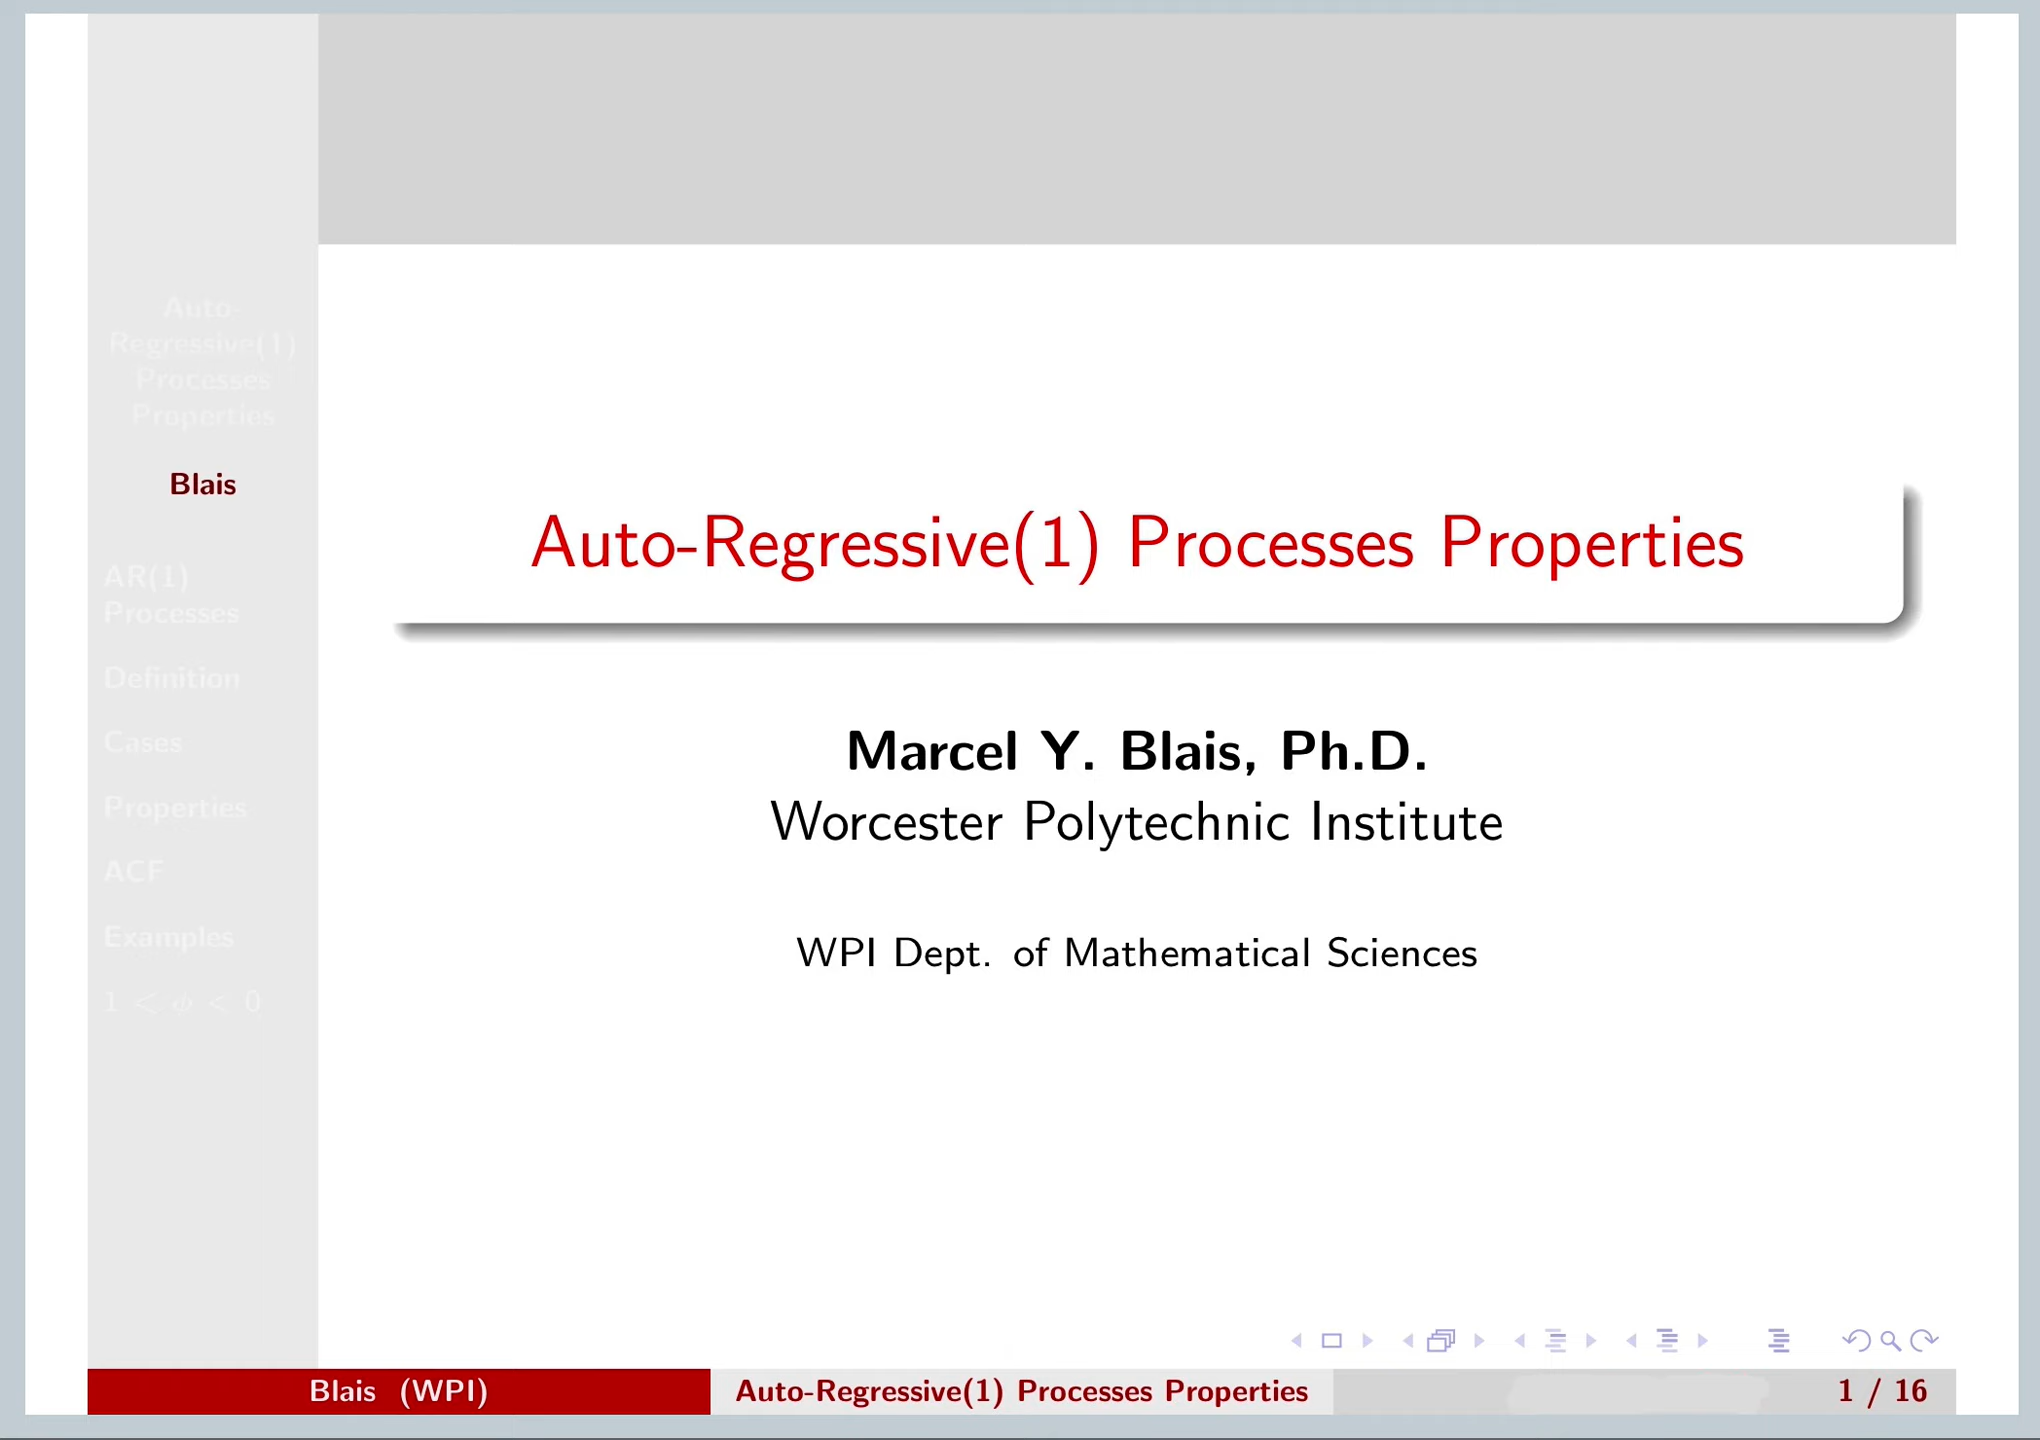 Auto-
Regressive(1)
Processes
Properties
Blais
AR(1)
Processes
Definition
Cases
Properties
ACF
Examples
1 < ϕ < 0
Auto-Regressive(1) Processes Properties
Marcel Y. Blais, Ph.D.
Worcester Polytechnic Institute
WPI Dept. of Mathematical Sciences
Blais (WPI)
Auto-Regressive(1) Processes Properties
1 / 16